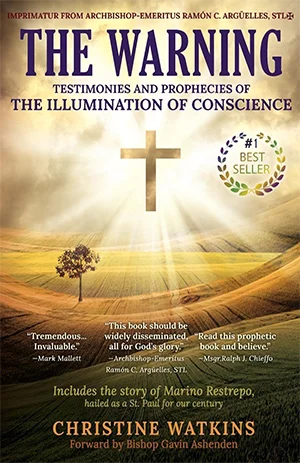 IMPRIMATUR FROM ARCHBISHOP-EMERITUS RAMÓN C. ARGÜELLES, STL✠
THE WARNING
TESTIMONIES AND PROPHECIES OF
THE ILLUMINATION OF CONSCIENCE
#1
BEST
SELLER
“Tremendous...
Invaluable.”
—Mark Mallett
“This book should be
widely disseminated,
all for God's glory.”
—Archbishop-Emeritus
Ramón C. Argüelles, STL
“Read this prophetic
book and believe.”
—Msgr.Ralph J. Chieffo
Includes the story of Marino Restrepo,
hailed as a St. Paul for our century
CHRISTINE WATKINS
Forward by Bishop Gavin Ashenden